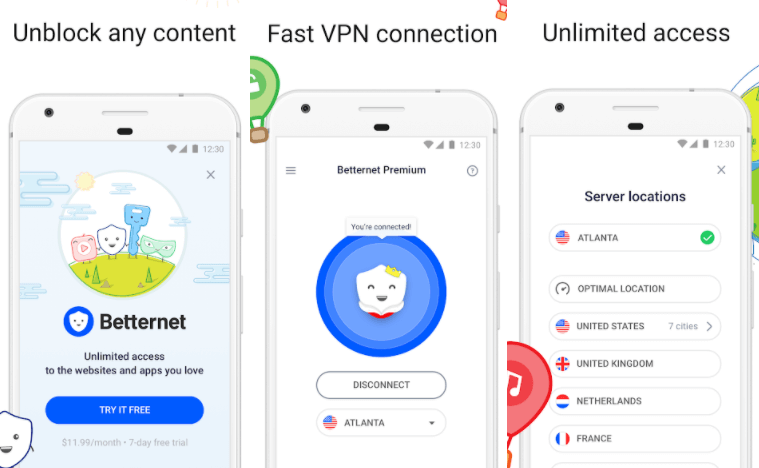 Unblock any content
12:30
Betternet
Unlimited access
to the websites and apps you love
TRY IT FREE
$11.99/month • 7-day free trial
Fast VPN connection
12:30
Betternet Premium
You're connected!
DISCONNECT
ATLANTA
Unlimited access
12:30
Server locations
ATLANTA
OPTIMAL LOCATION
UNITED STATES 7 cities
UNITED KINGDOM
NETHERLANDS
FRANCE